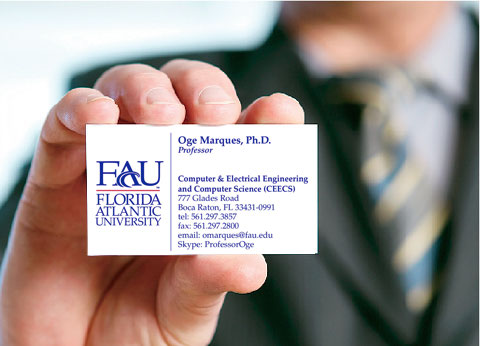 FAU
FLORIDA
ATLANTIC
UNIVERSITY
Oge Marques, Ph.D.
Professor
Computer & Electrical Engineering
and Computer Science (CEECS)
777 Glades Road
Boca Raton, FL 33431-0991
tel: 561.297.3857
fax: 561.297.2800
email: omarques@fau.edu
Skype: ProfessorOge